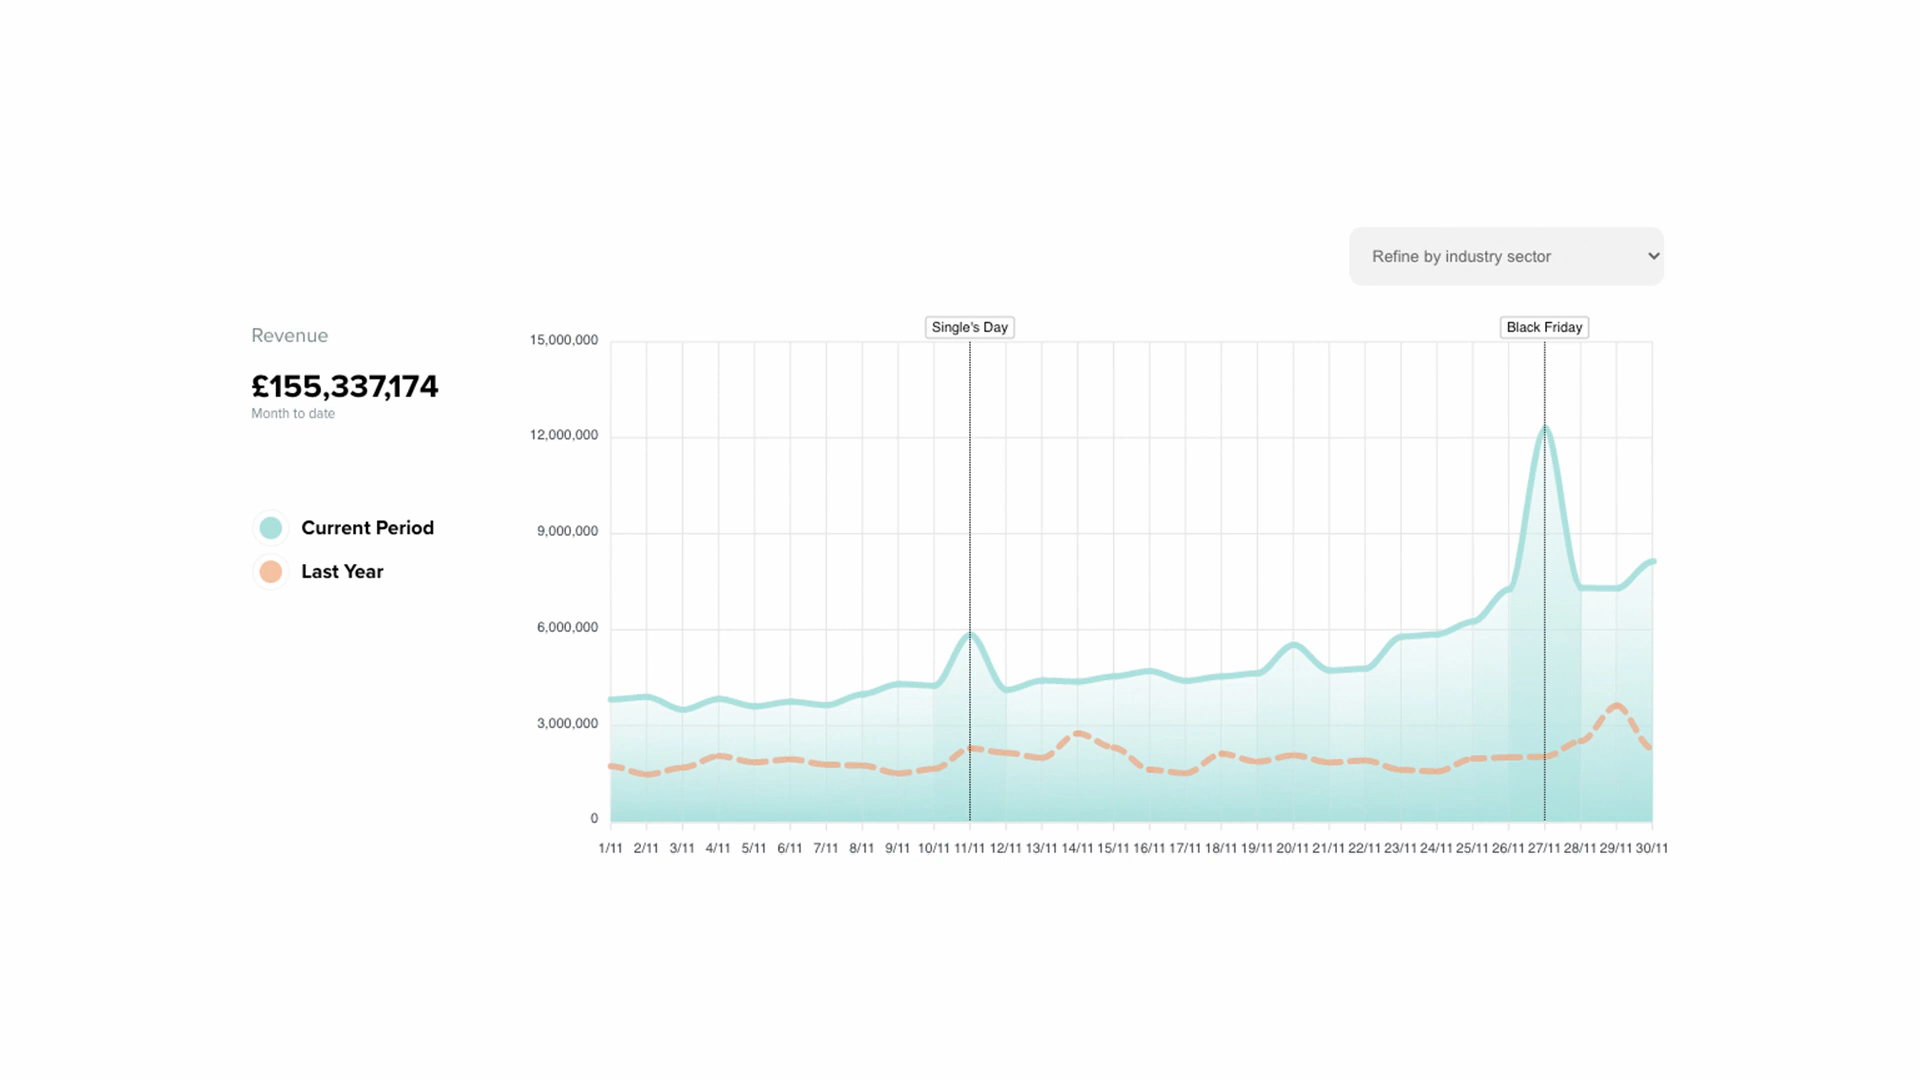 Refine by industry sector
Revenue
£155,337,174
Month to date
Current Period
Last Year
Single's Day
Black Friday
15,000,000
12,000,000
9,000,000
6,000,000
3,000,000
0
1/11 2/11 3/11 4/11 5/11 6/11 7/11 8/11 9/11 10/11 11/11 12/11 13/11 14/11 15/11 16/11 17/11 18/11 19/11 20/11 21/11 22/11 23/11 24/11 25/11 26/11 27/11 28/11 29/11 30/11